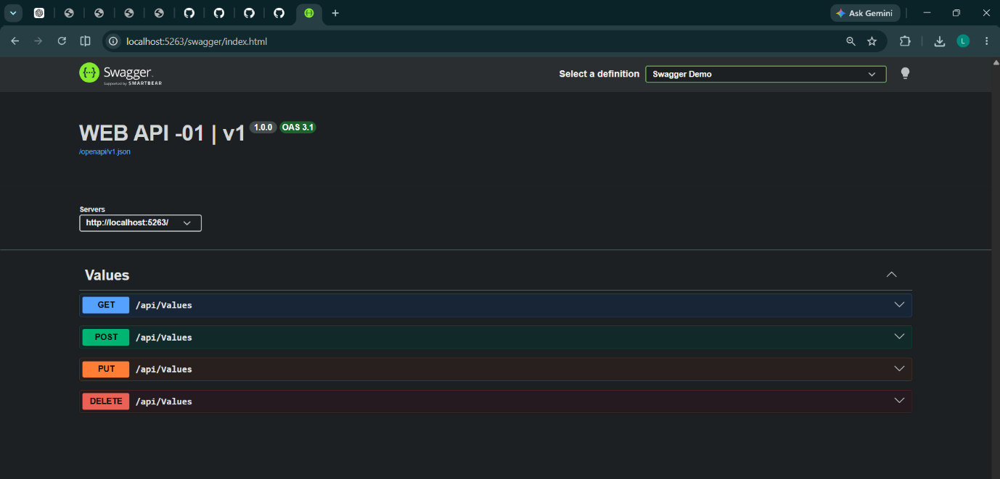 Ask Gemini
localhost:5263/swagger/index.html
L
{··} Swagger.
Supported by SMARTBEAR
Select a definition
Swagger Demo
WEB API -01 | v1 1.0.0 OAS 3.1
/openapi/v1.json
Servers
http://localhost:5263/
Values
GET /api/Values
POST /api/Values
PUT /api/Values
DELETE /api/Values